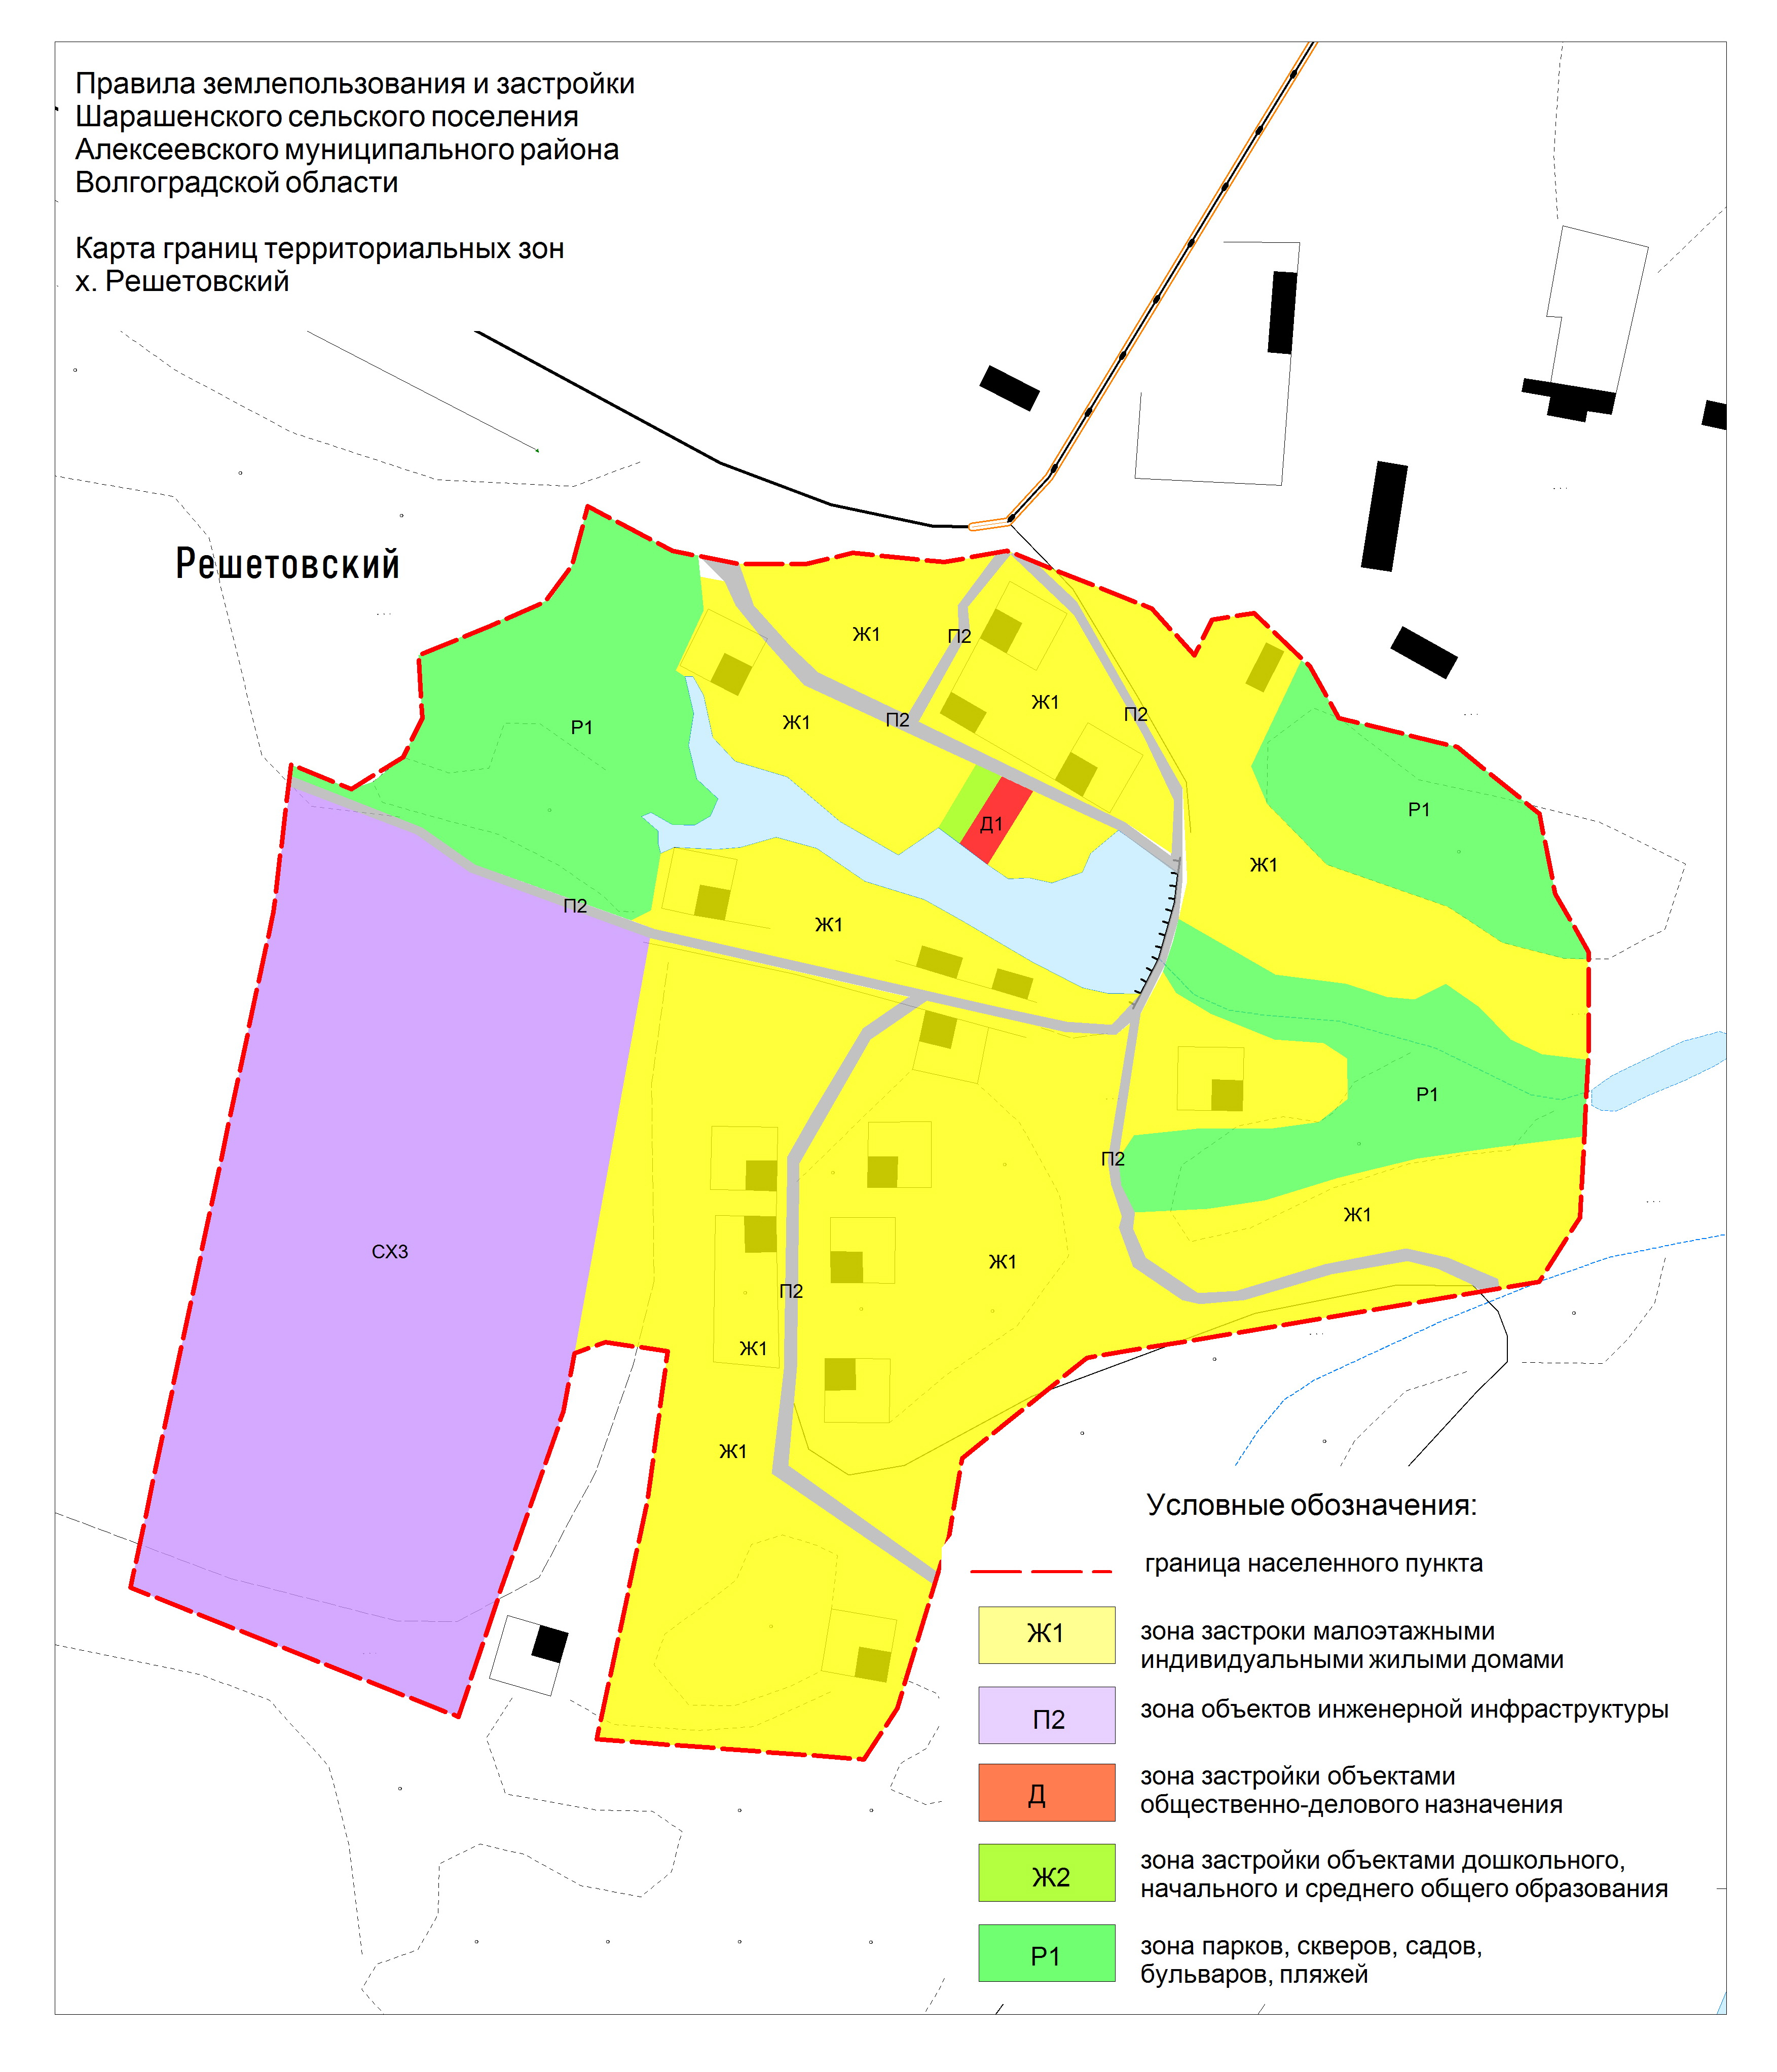 Правила землепользования и застройки
Шарашенского сельского поселения
Алексеевского муниципального района
Волгоградской области
Карта границ территориальных зон
х. Решетовский
Решетовский
Ж1
П2
Р1
Ж1
П2
Ж1
П2
Р1
Д1
Ж1
П2
Ж1
Р1
П2
Ж1
СХ3
Ж1
П2
Ж1
Ж1
Условные обозначения:
граница населенного пункта
Ж1
зона застроки малоэтажными
индивидуальными жилыми домами
П2
зона объектов инженерной инфраструктуры
Д
зона застройки объектами
общественно-делового назначения
Ж2
зона застройки объектами дошкольного,
начального и среднего общего образования
Р1
зона парков, скверов, садов,
бульваров, пляжей